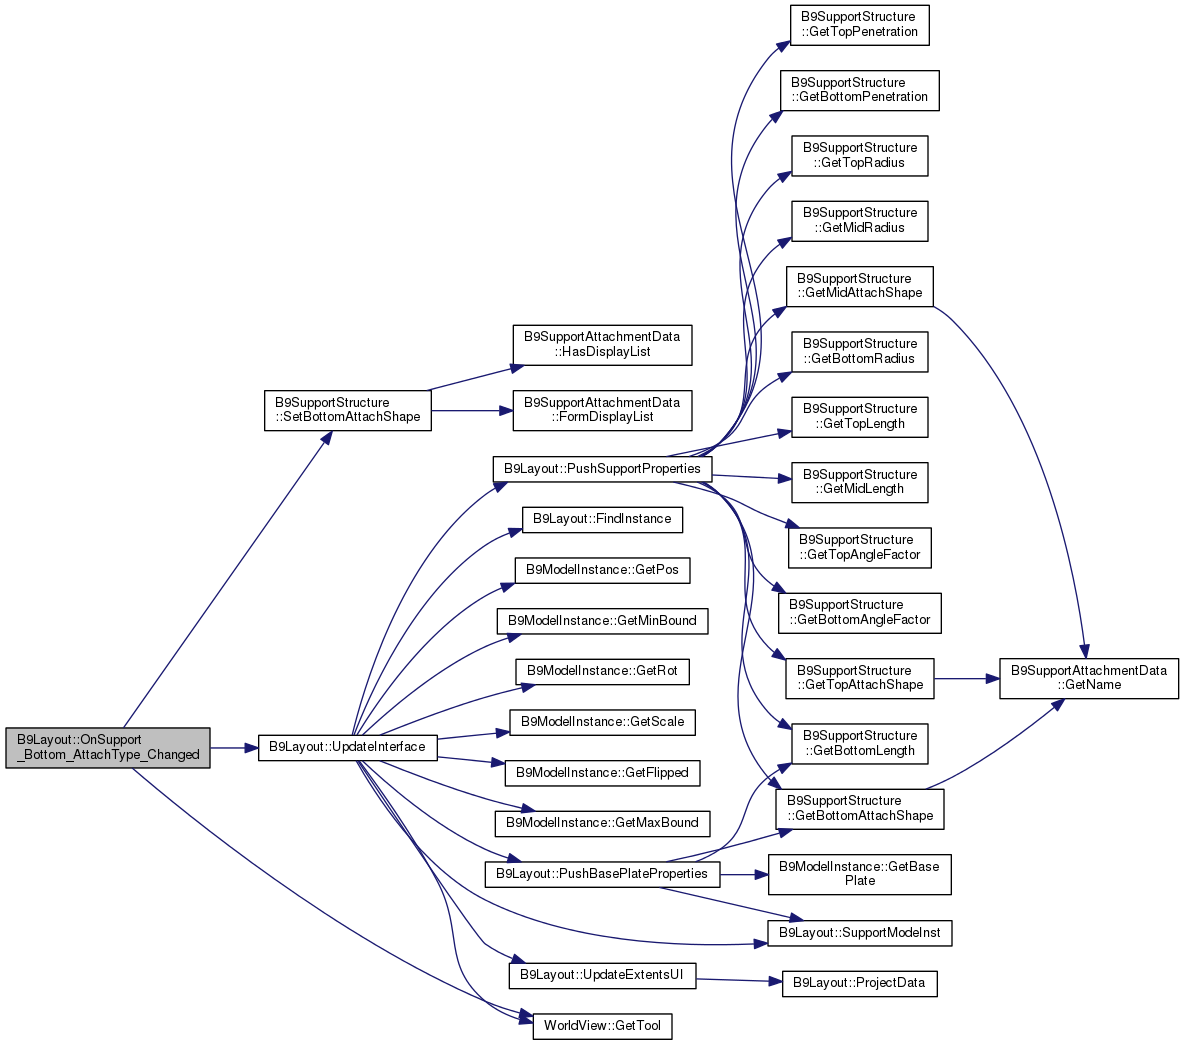 B9Layout::OnSupport
_Bottom_AttachType_Changed
B9SupportStructure
::SetBottomAttachShape
B9Layout::UpdateInterface
B9SupportAttachmentData
::HasDisplayList
B9SupportAttachmentData
::FormDisplayList
B9Layout::PushSupportProperties
B9Layout::FindInstance
B9ModelInstance::GetPos
B9ModelInstance::GetMinBound
B9ModelInstance::GetRot
B9ModelInstance::GetScale
B9ModelInstance::GetFlipped
B9ModelInstance::GetMaxBound
B9Layout::PushBasePlateProperties
B9Layout::UpdateExtentsUI
WorldView::GetTool
B9SupportStructure
::GetTopPenetration
B9SupportStructure
::GetBottomPenetration
B9SupportStructure
::GetTopRadius
B9SupportStructure
::GetMidRadius
B9SupportStructure
::GetMidAttachShape
B9SupportStructure
::GetBottomRadius
B9SupportStructure
::GetTopLength
B9SupportStructure
::GetMidLength
B9SupportStructure
::GetTopAngleFactor
B9SupportStructure
::GetBottomAngleFactor
B9SupportStructure
::GetTopAttachShape
B9SupportStructure
::GetBottomLength
B9SupportStructure
::GetBottomAttachShape
B9ModelInstance::GetBase
Plate
B9Layout::SupportModeInst
B9Layout::ProjectData
B9SupportAttachmentData
::GetName